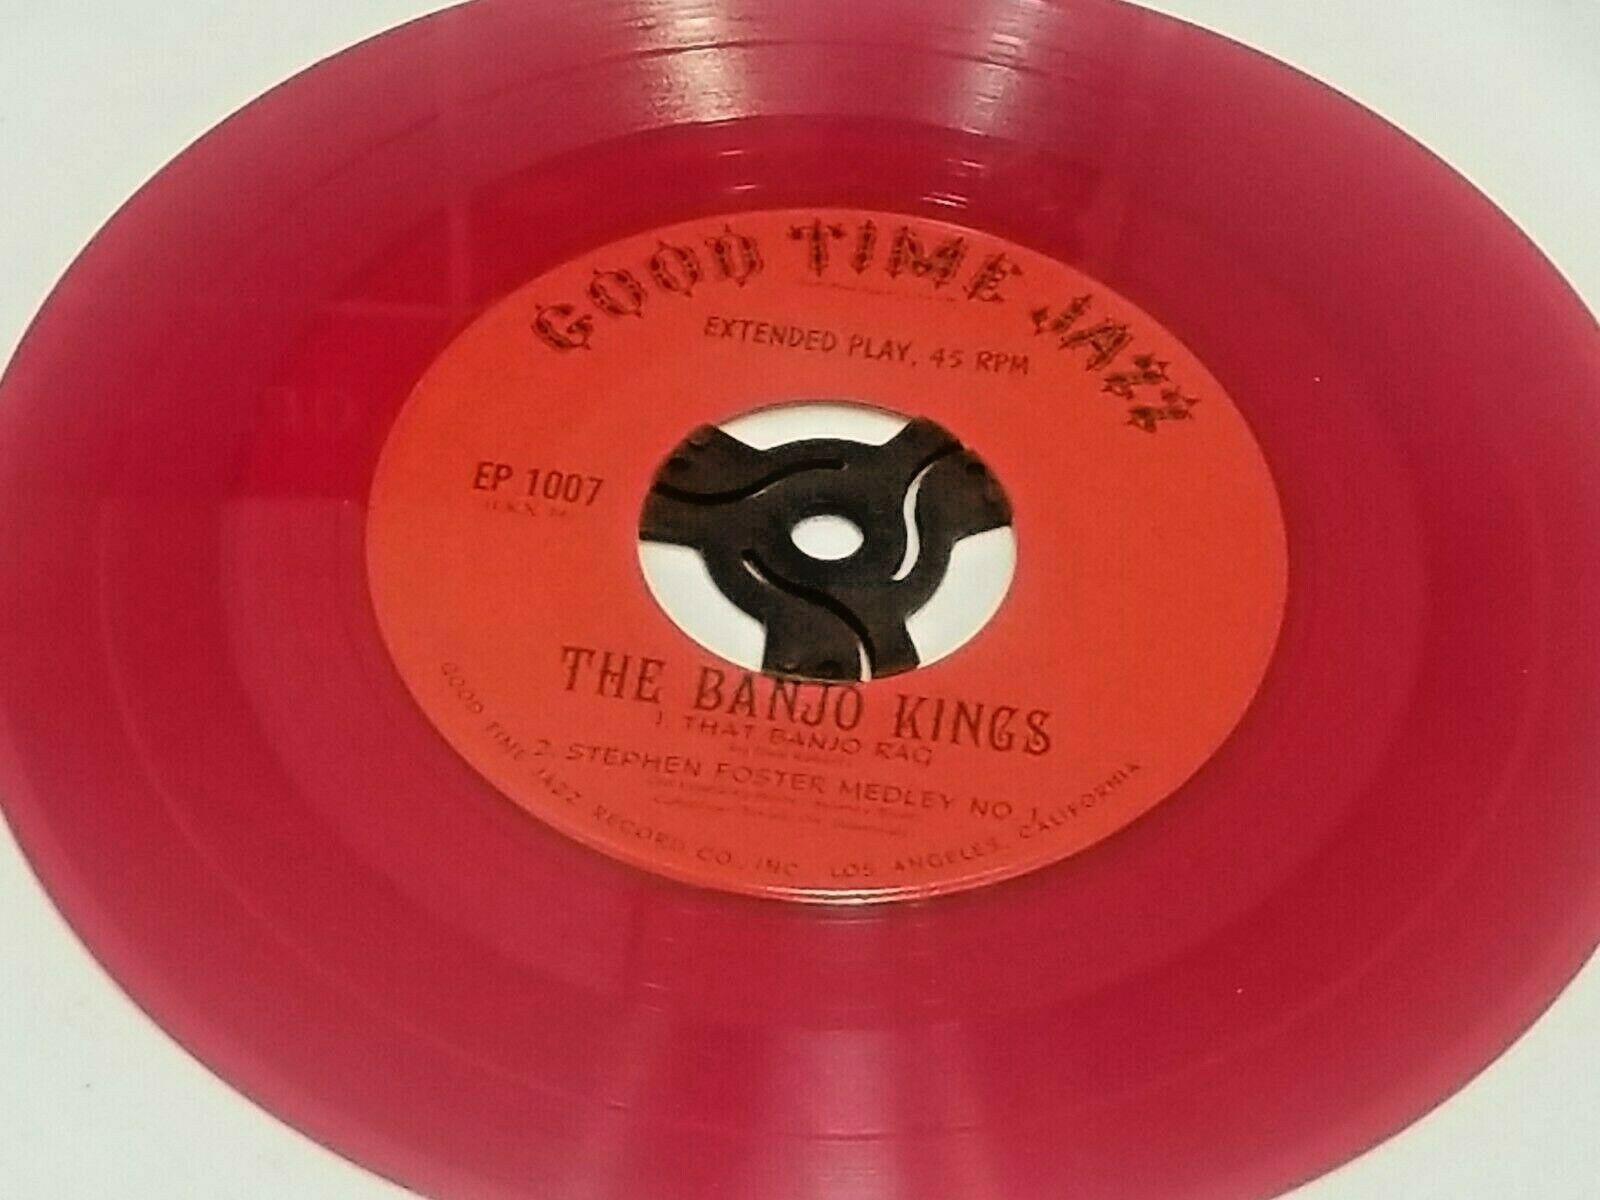 GOOD TIME JAZZ
EXTENDED PLAY, 45 RPM
EP 1007
THE BANJO KINGS
1. THAT BANJO RAG
2. STEPHEN FOSTER MEDLEY NO 1
GOOD TIME JAZZ RECORD CO., INC LOS ANGELES, CALIFORNIA